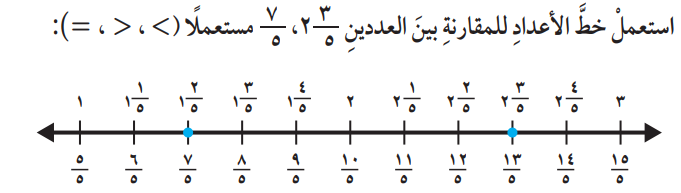 استعملْ خطَّ الأعدادِ للمقارنةِ بينَ العددينِ ٢ ٣/٥ ، ٧/٥ مستعملًا (> ، < ، =):
١ ١ ١/٥ ١ ٢/٥ ١ ٣/٥ ١ ٤/٥ ٢ ٢ ١/٥ ٢ ٢/٥ ٢ ٣/٥ ٢ ٤/٥ ٣
٥/٥ ٦/٥ ٧/٥ ٨/٥ ٩/٥ ١٠/٥ ١١/٥ ١٢/٥ ١٣/٥ ١٤/٥ ١٥/٥